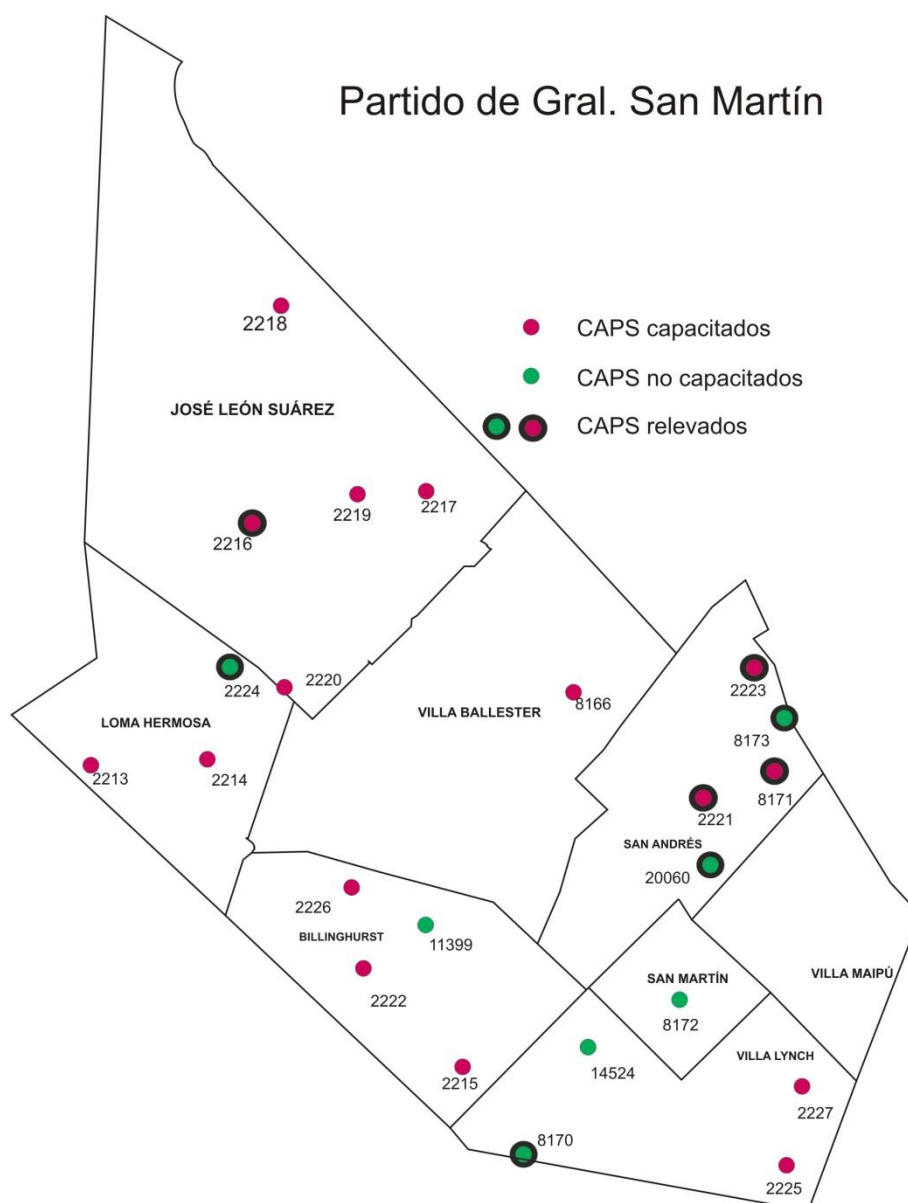 Partido de Gral. San Martín
2218
CAPS capacitados
CAPS no capacitados
CAPS relevados
JOSÉ LEÓN SUÁREZ
2219
2217
2216
2224
2220
8166
2223
LOMA HERMOSA
VILLA BALLESTER
8173
2213
2214
8171
2221
SAN ANDRÉS
20060
2226
BILLINGHURST
11399
2222
SAN MARTÍN
VILLA MAIPÚ
8172
VILLA LYNCH
2215
14524
2227
8170
2225